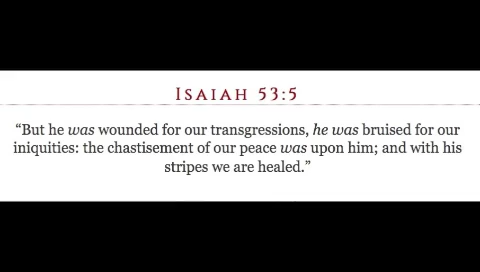 Isaiah 53:5
“But he was wounded for our transgressions, he was bruised for our
iniquities: the chastisement of our peace was upon him; and with his
stripes we are healed.”